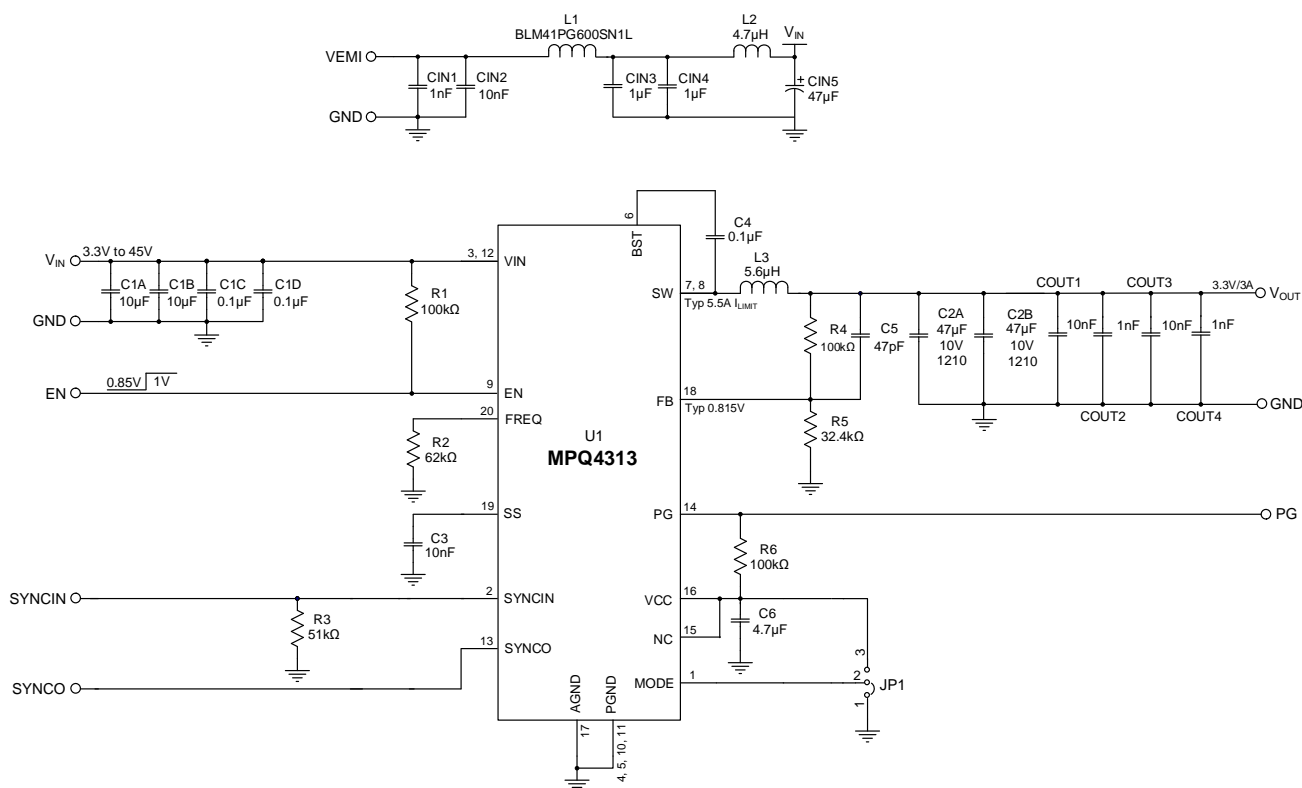 L1
BLM41PG600SN1L
L2
4.7µH
VIN
VEMI
CIN1
1nF
CIN2
10nF
CIN3
1µF
CIN4
1µF
+
CIN5
47µF
GND
6
BST
C4
0.1µF
VIN
3.3V to 45V
3, 12
VIN
C1A
10µF
C1B
10µF
C1C
0.1µF
C1D
0.1µF
R1
100kΩ
GND
SW
7, 8
Typ 5.5A ILIMIT
L3
5.6µH
COUT1
COUT3
3.3V/3A
VOUT
R4
100kΩ
C5
47pF
C2A
47µF
10V
1210
C2B
47µF
10V
1210
10nF
1nF
10nF
1nF
EN
0.85V
1V
9
EN
FB
18
Typ 0.815V
GND
COUT2
COUT4
20
FREQ
R2
62kΩ
R5
32.4kΩ
U1
MPQ4313
19
SS
C3
10nF
PG
14
PG
R6
100kΩ
SYNCIN
2
SYNCIN
R3
51kΩ
VCC
16
C6
4.7µF
NC
15
SYNCO
13
SYNCO
MODE
1
3
2
1
JP1
AGND
PGND
17
4, 5, 10, 11